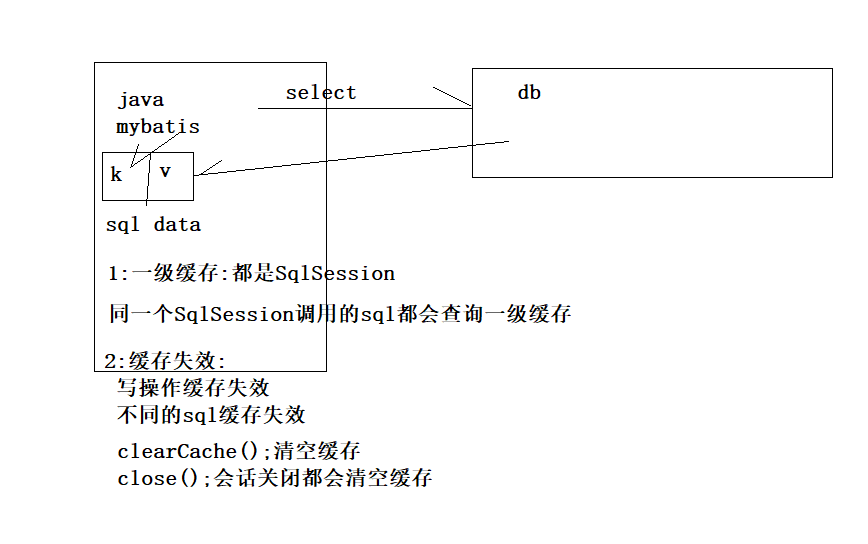 java
select
db
mybatis
k
v
sql data
1:一级缓存:都是SqlSession
同一个SqlSession调用的sql都会查询一级缓存
2:缓存失效:
写操作缓存失效
不同的sql缓存失效
clearCache();清空缓存
close();会话关闭都会清空缓存